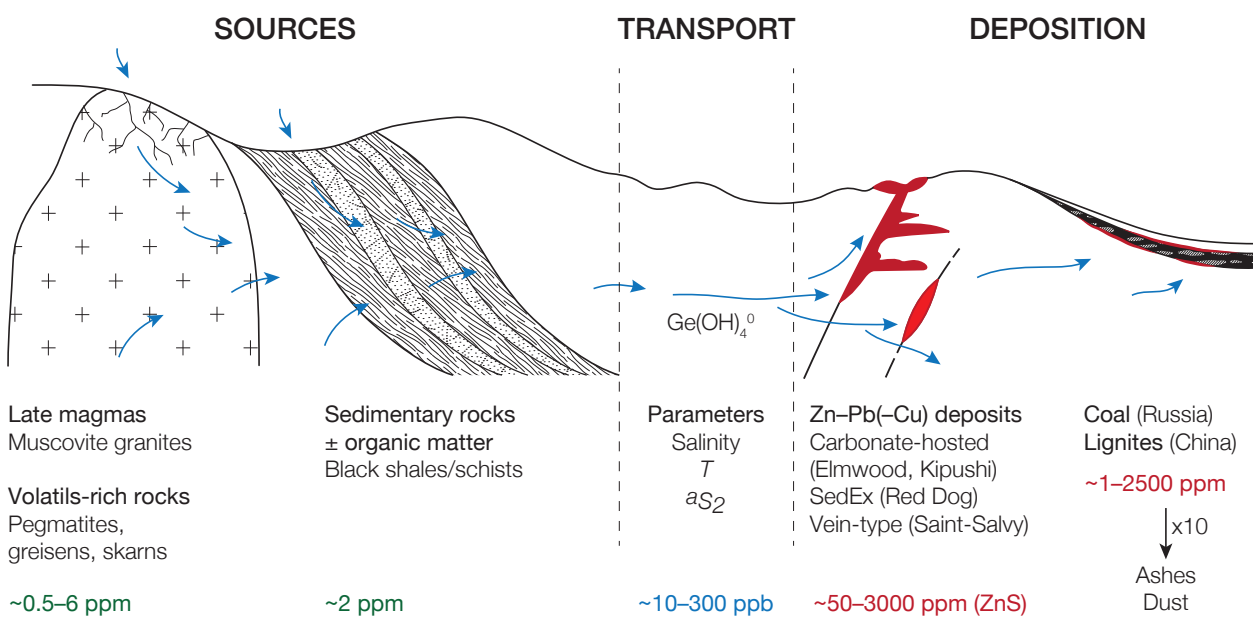 SOURCES
TRANSPORT
DEPOSITION
Ge(OH)₄⁰
Late magmas
Muscovite granites
Volatils-rich rocks
Pegmatites,
greisens, skarns
~0.5–6 ppm
Sedimentary rocks
± organic matter
Black shales/schists
~2 ppm
Parameters
Salinity
T
aS2
~10–300 ppb
Zn–Pb(–Cu) deposits
Carbonate-hosted
(Elmwood, Kipushi)
SedEx (Red Dog)
Vein-type (Saint-Salvy)
~50–3000 ppm (ZnS)
Coal (Russia)
Lignites (China)
~1–2500 ppm
x10
Ashes
Dust